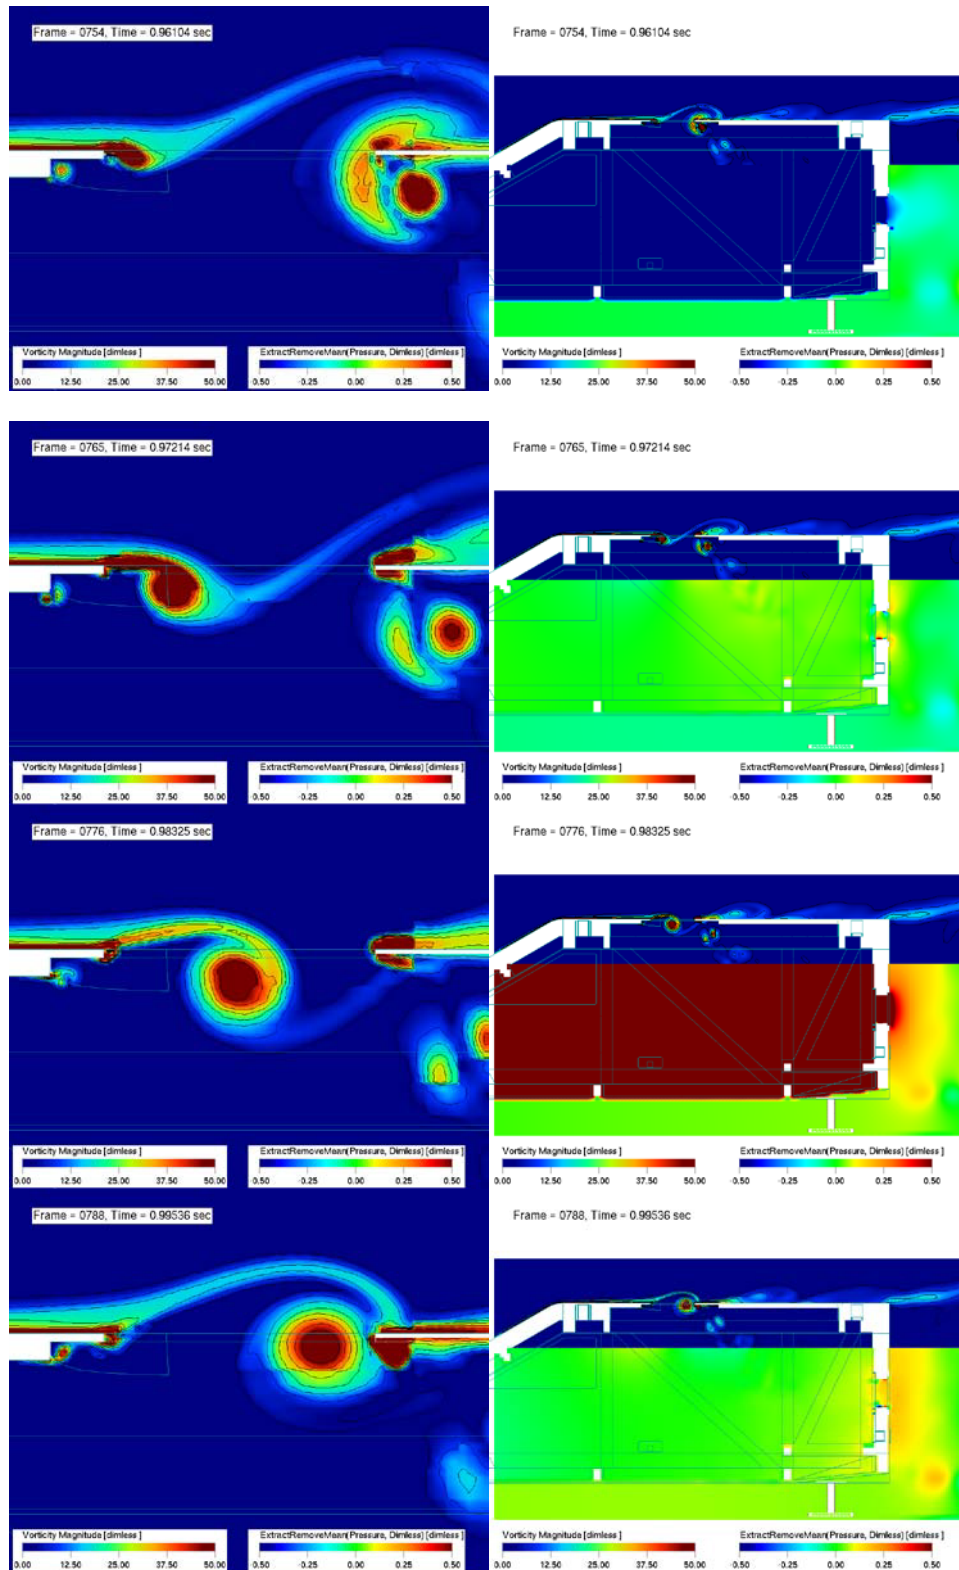 Frame = 0754, Time = 0.96104 sec
Frame = 0754, Time = 0.96104 sec
Vorticity Magnitude [dimless ]
0.00 12.50 25.00 37.50 50.00
ExtractRemoveMean(Pressure, Dimless) [dimless ]
-0.50 -0.25 0.00 0.25 0.50
Vorticity Magnitude [dimless ]
0.00 12.50 25.00 37.50 50.00
ExtractRemoveMean(Pressure, Dimless) [dimless ]
-0.50 -0.25 0.00 0.25 0.50
Frame = 0765, Time = 0.97214 sec
Frame = 0765, Time = 0.97214 sec
Vorticity Magnitude [dimless ]
0.00 12.50 25.00 37.50 50.00
ExtractRemoveMean(Pressure, Dimless) [dimless ]
-0.50 -0.25 0.00 0.25 0.50
Vorticity Magnitude [dimless ]
0.00 12.50 25.00 37.50 50.00
ExtractRemoveMean(Pressure, Dimless) [dimless ]
-0.50 -0.25 0.00 0.25 0.50
Frame = 0776, Time = 0.98325 sec
Frame = 0776, Time = 0.98325 sec
Vorticity Magnitude [dimless ]
0.00 12.50 25.00 37.50 50.00
ExtractRemoveMean(Pressure, Dimless) [dimless ]
-0.50 -0.25 0.00 0.25 0.50
Vorticity Magnitude [dimless ]
0.00 12.50 25.00 37.50 50.00
ExtractRemoveMean(Pressure, Dimless) [dimless ]
-0.50 -0.25 0.00 0.25 0.50
Frame = 0788, Time = 0.99536 sec
Frame = 0788, Time = 0.99536 sec
Vorticity Magnitude [dimless ]
0.00 12.50 25.00 37.50 50.00
ExtractRemoveMean(Pressure, Dimless) [dimless ]
-0.50 -0.25 0.00 0.25 0.50
Vorticity Magnitude [dimless ]
0.00 12.50 25.00 37.50 50.00
ExtractRemoveMean(Pressure, Dimless) [dimless ]
-0.50 -0.25 0.00 0.25 0.50